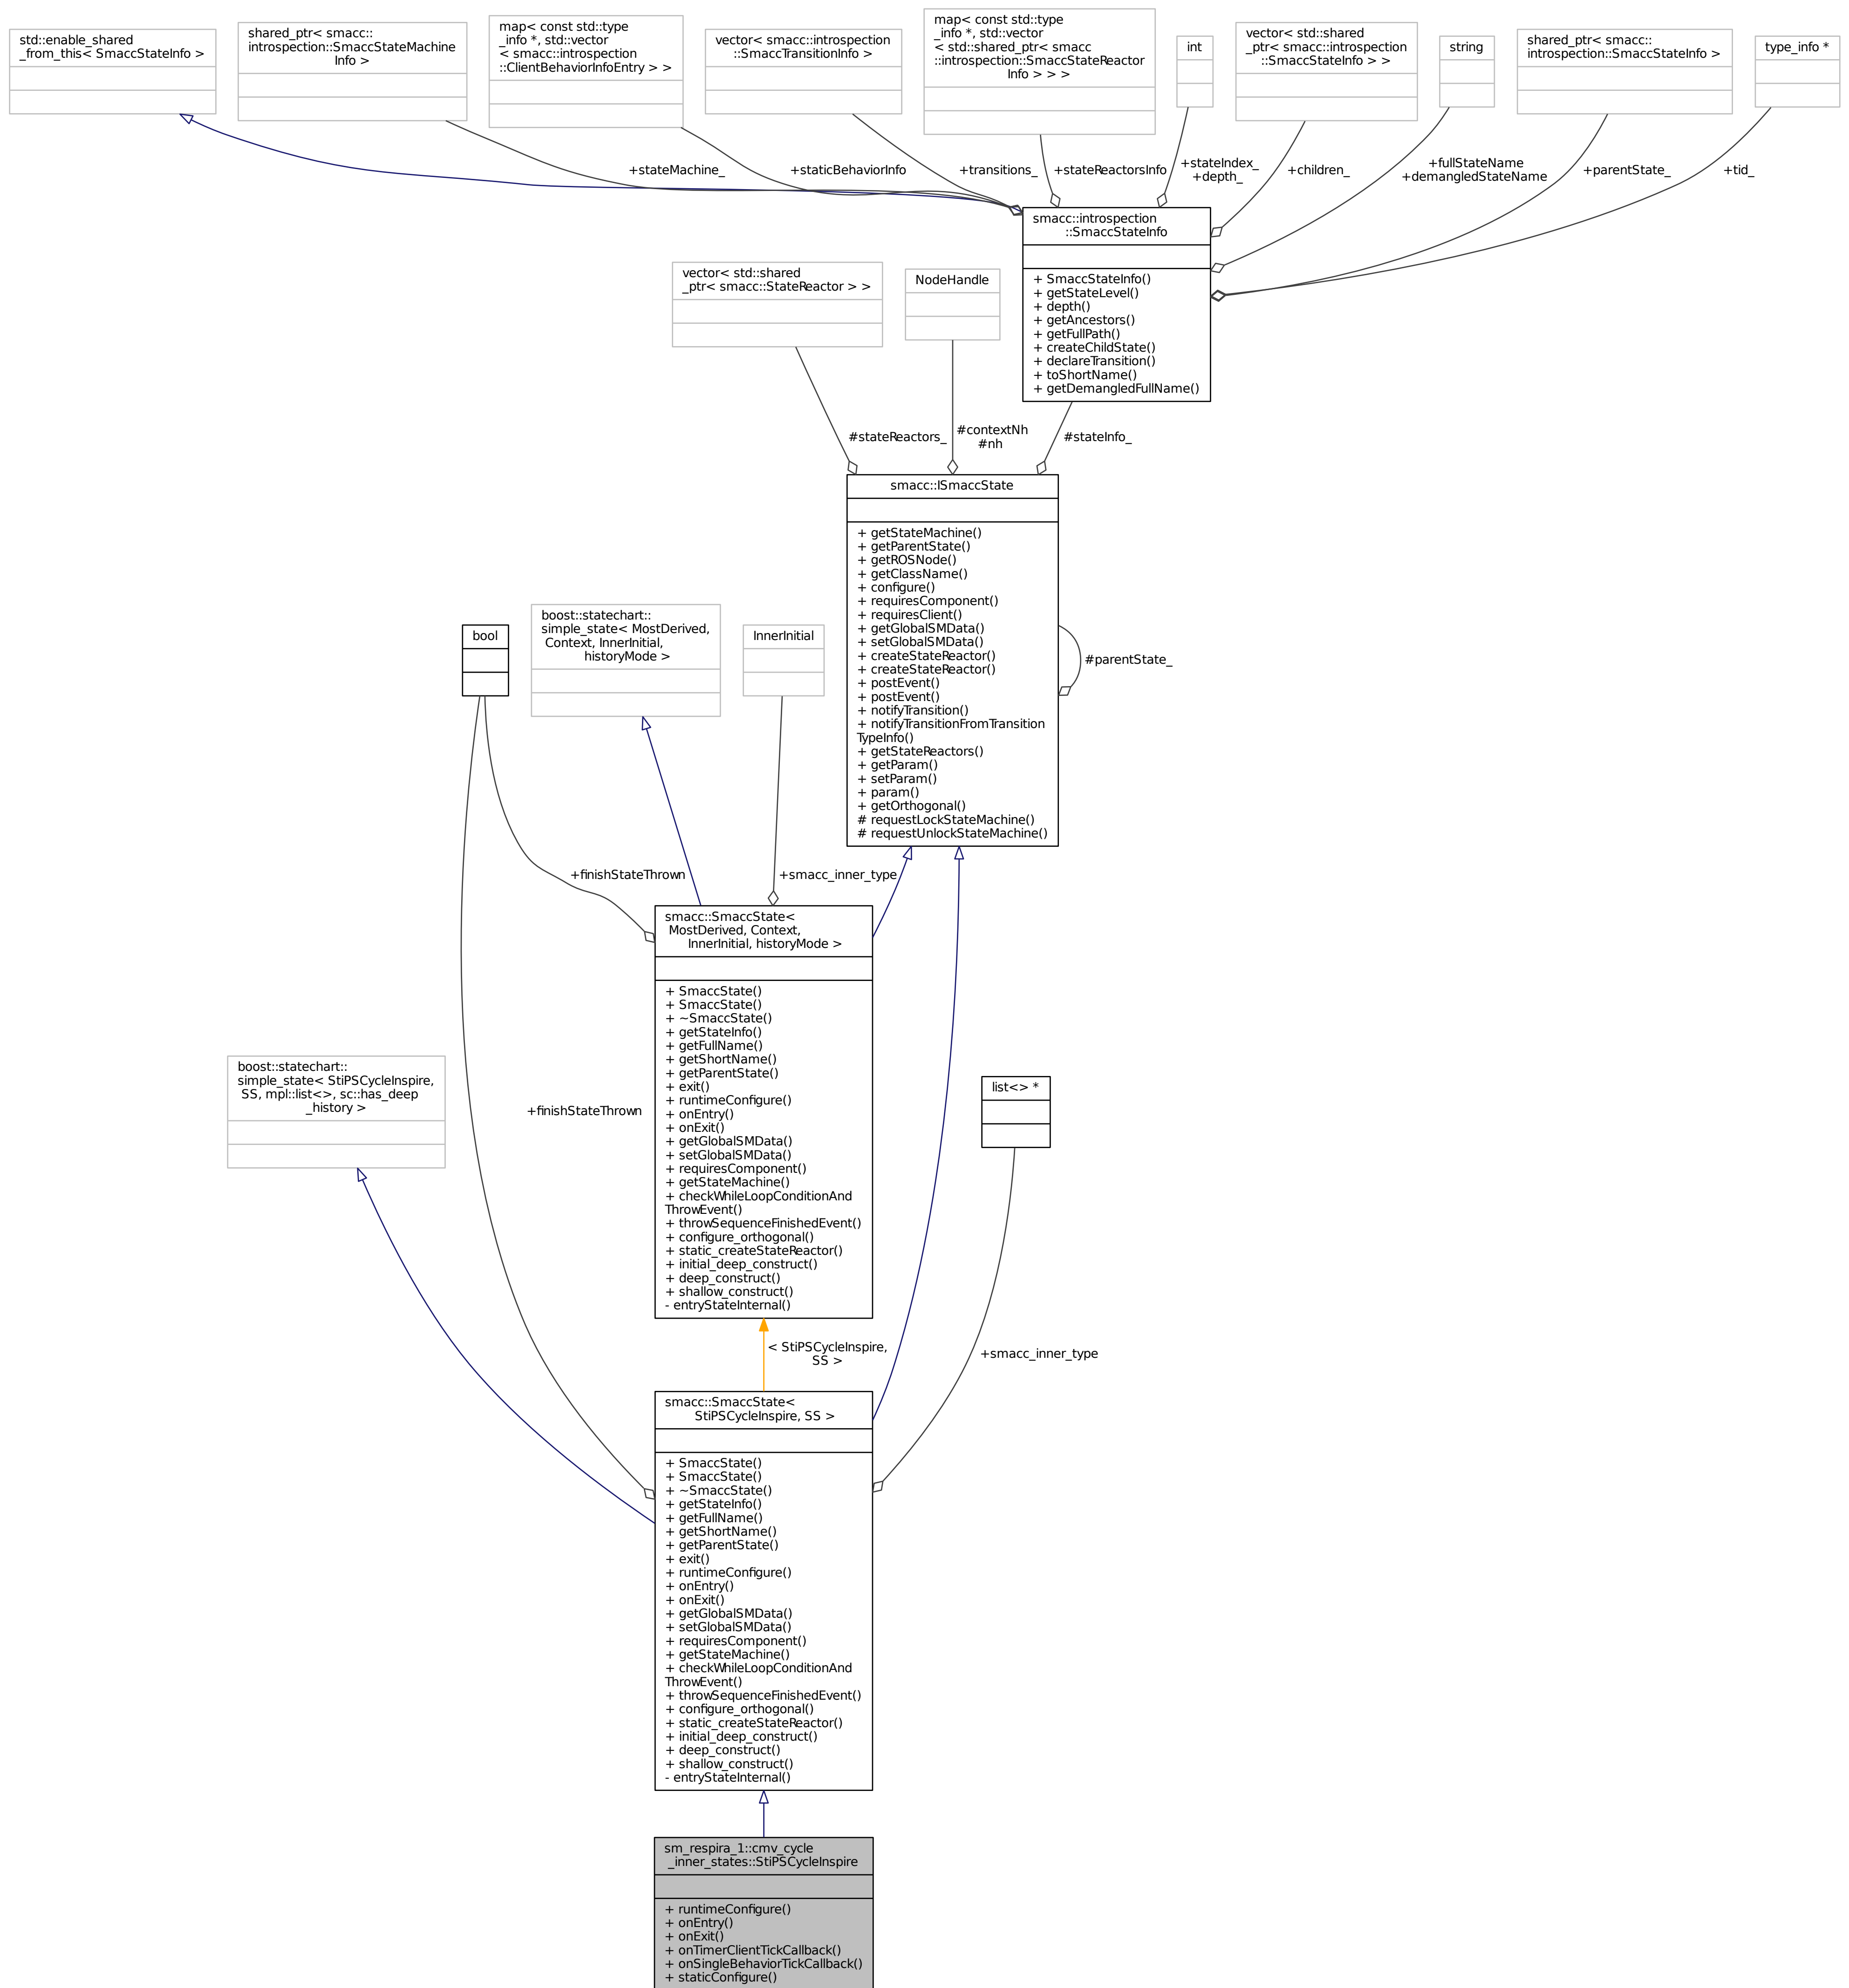 std::enable_shared
_from_this< SmaccStateInfo >
shared_ptr< smacc::
introspection::SmaccStateMachine
Info >
map< const std::type
_info *, std::vector
< smacc::introspection
::ClientBehaviorInfoEntry > >
vector< smacc::introspection
::SmaccTransitionInfo >
map< const std::type
_info *, std::vector
< std::shared_ptr< smacc
::introspection::SmaccStateReactor
Info > > >
int
vector< std::shared
_ptr< smacc::introspection
::SmaccStateInfo > >
string
shared_ptr< smacc::
introspection::SmaccStateInfo >
type_info *
+stateMachine_
+staticBehaviorInfo
+transitions_
+stateReactorsInfo
+stateIndex_
+depth_
+children_
+fullStateName
+demangledStateName
+parentState_
+tid_
smacc::introspection
::SmaccStateInfo
+ SmaccStateInfo()
+ getStateLevel()
+ depth()
+ getAncestors()
+ getFullPath()
+ createChildState()
+ declareTransition()
+ toShortName()
+ getDemangledFullName()
vector< std::shared
_ptr< smacc::StateReactor > >
NodeHandle
#stateReactors_
#contextNh
#nh
#stateInfo_
smacc::ISmaccState
+ getStateMachine()
+ getParentState()
+ getROSNode()
+ getClassName()
+ configure()
+ requiresComponent()
+ requiresClient()
+ getGlobalSMData()
+ setGlobalSMData()
+ createStateReactor()
+ createStateReactor()
+ postEvent()
+ postEvent()
+ notifyTransition()
+ notifyTransitionFromTransition
TypeInfo()
+ getStateReactors()
+ getParam()
+ setParam()
+ param()
+ getOrthogonal()
# requestLockStateMachine()
# requestUnlockStateMachine()
#parentState_
bool
boost::statechart::
simple_state< MostDerived,
Context, InnerInitial,
historyMode >
InnerInitial
+finishStateThrown
+smacc_inner_type
smacc::SmaccState<
MostDerived, Context,
InnerInitial, historyMode >
+ SmaccState()
+ SmaccState()
+ ~SmaccState()
+ getStateInfo()
+ getFullName()
+ getShortName()
+ getParentState()
+ exit()
+ runtimeConfigure()
+ onEntry()
+ onExit()
+ getGlobalSMData()
+ setGlobalSMData()
+ requiresComponent()
+ getStateMachine()
+ checkWhileLoopConditionAnd
ThrowEvent()
+ throwSequenceFinishedEvent()
+ configure_orthogonal()
+ static_createStateReactor()
+ initial_deep_construct()
+ deep_construct()
+ shallow_construct()
- entryStateInternal()
boost::statechart::
simple_state< StiPSCycleInspire,
SS, mpl::list<>, sc::has_deep
_history >
+finishStateThrown
list<> *
< StiPSCycleInspire,
SS >
+smacc_inner_type
smacc::SmaccState<
StiPSCycleInspire, SS >
+ SmaccState()
+ SmaccState()
+ ~SmaccState()
+ getStateInfo()
+ getFullName()
+ getShortName()
+ getParentState()
+ exit()
+ runtimeConfigure()
+ onEntry()
+ onExit()
+ getGlobalSMData()
+ setGlobalSMData()
+ requiresComponent()
+ getStateMachine()
+ checkWhileLoopConditionAnd
ThrowEvent()
+ throwSequenceFinishedEvent()
+ configure_orthogonal()
+ static_createStateReactor()
+ initial_deep_construct()
+ deep_construct()
+ shallow_construct()
- entryStateInternal()
sm_respira_1::cmv_cycle
_inner_states::StiPSCycleInspire
+ runtimeConfigure()
+ onEntry()
+ onExit()
+ onTimerClientTickCallback()
+ onSingleBehaviorTickCallback()
+ staticConfigure()